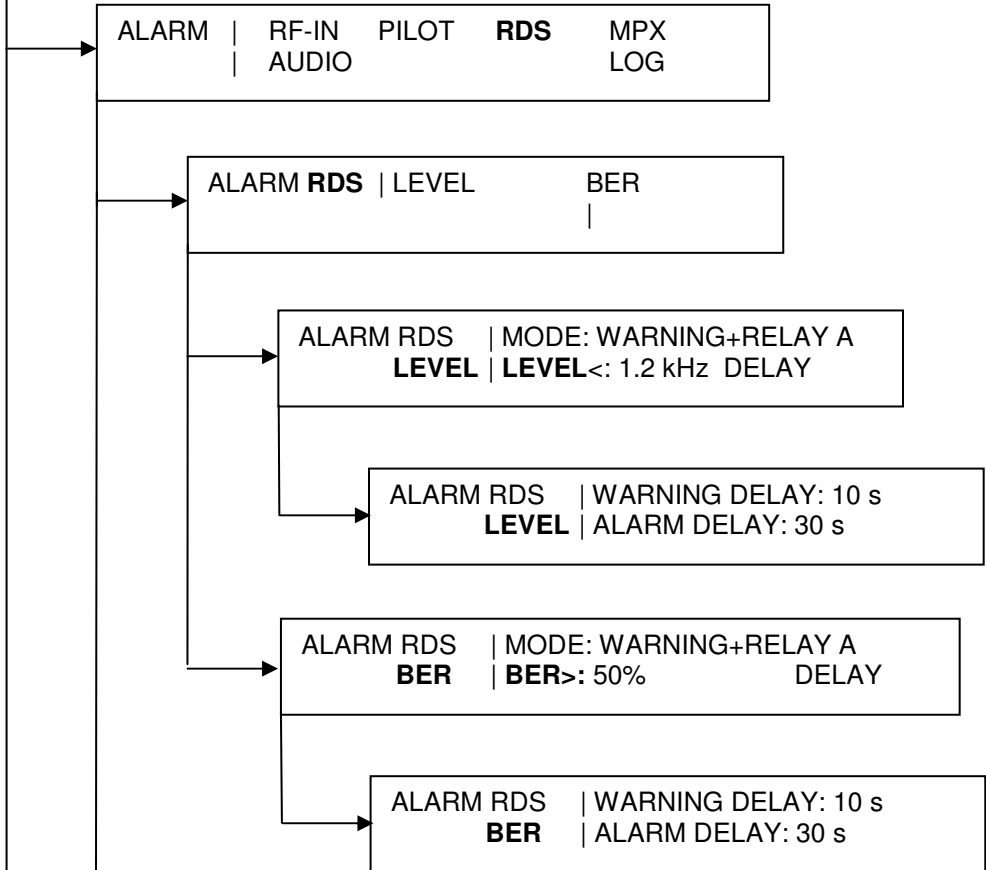 ALARM | RF-IN PILOT RDS MPX
| AUDIO LOG
ALARM RDS | LEVEL BER
|
ALARM RDS | MODE: WARNING+RELAY A
LEVEL | LEVEL<: 1.2 kHz DELAY
ALARM RDS | WARNING DELAY: 10 s
LEVEL | ALARM DELAY: 30 s
ALARM RDS | MODE: WARNING+RELAY A
BER | BER>: 50% DELAY
ALARM RDS | WARNING DELAY: 10 s
BER | ALARM DELAY: 30 s